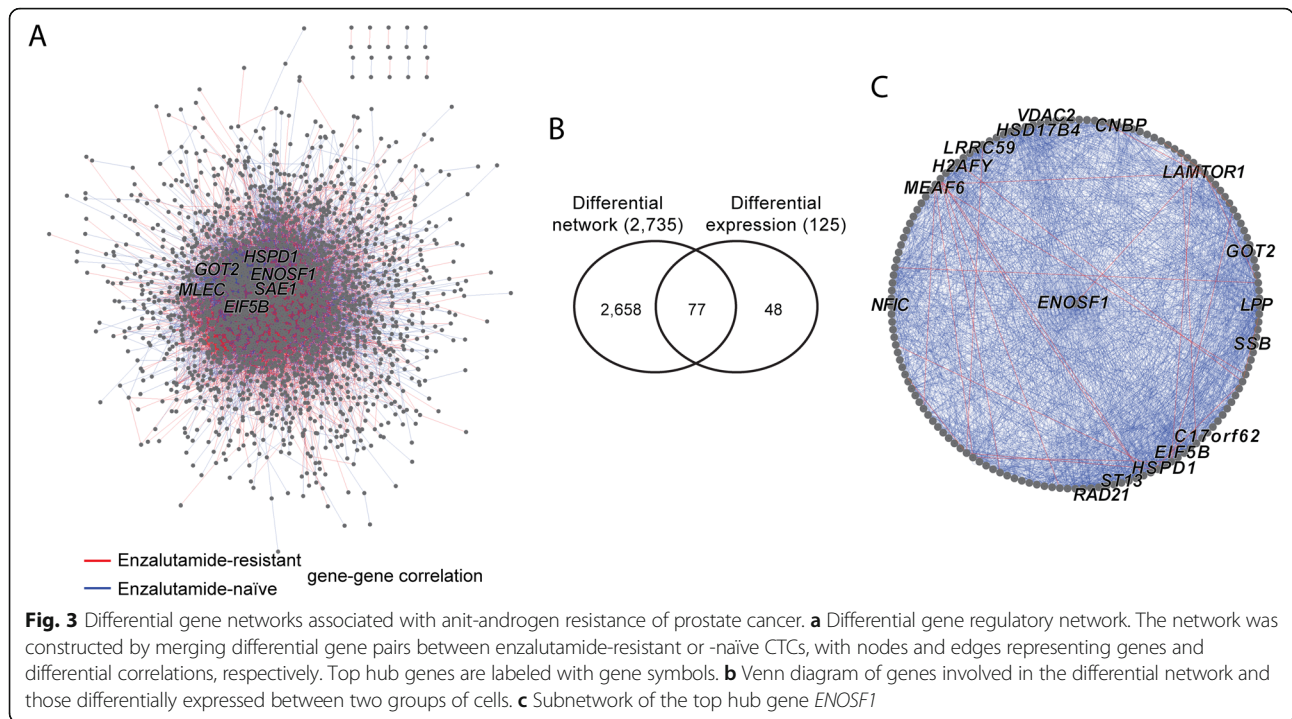 A
HSPD1
GOT2
ENOSF1
MLEC
SAE1
EIF5B
Enzalutamide-resistant
gene-gene correlation
Enzalutamide-naïve
B
Differential
network (2,735)
Differential
expression (125)
2,658
77
48
C
VDAC2
CNBP
HSD17B4
LRRC59
H2AFY
LAMTOR1
MEAF6
GOT2
NFIC
ENOSF1
LPP
SSB
C17orf62
EIF5B
HSPD1
ST13
RAD21
Fig. 3 Differential gene networks associated with anit-androgen resistance of prostate cancer. a Differential gene regulatory network. The network was
constructed by merging differential gene pairs between enzalutamide-resistant or -naïve CTCs, with nodes and edges representing genes and
differential correlations, respectively. Top hub genes are labeled with gene symbols. b Venn diagram of genes involved in the differential network and
those differentially expressed between two groups of cells. c Subnetwork of the top hub gene ENOSF1